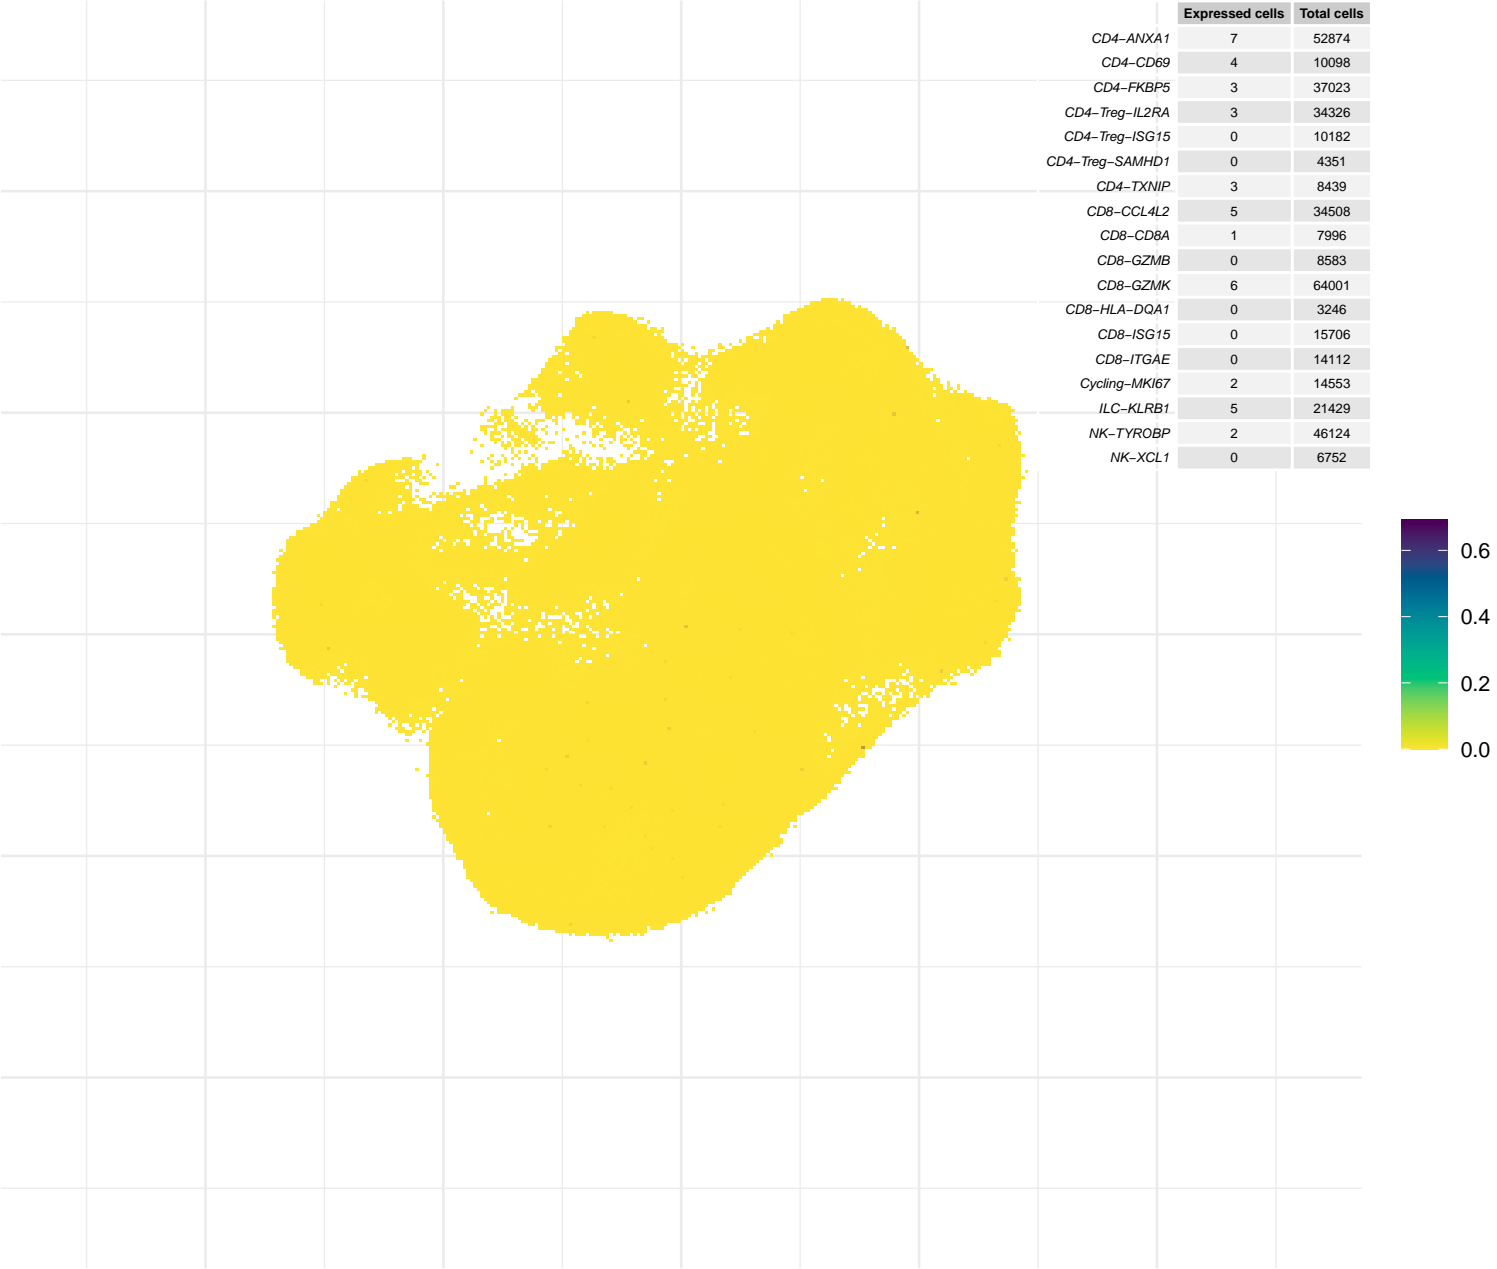 Expressed cells Total cells
CD4−ANXA1 7 52874
CD4−CD69 4 10098
CD4−FKBP5 3 37023
CD4−Treg−IL2RA 3 34326
CD4−Treg−ISG15 0 10182
CD4−Treg−SAMHD1 0 4351
CD4−TXNIP 3 8439
CD8−CCL4L2 5 34508
CD8−CD8A 1 7996
CD8−GZMB 0 8583
CD8−GZMK 6 64001
CD8−HLA−DQA1 0 3246
CD8−ISG15 0 15706
CD8−ITGAE 0 14112
Cycling−MKI67 2 14553
ILC−KLRB1 5 21429
NK−TYROBP 2 46124
NK−XCL1 0 6752
0.6
0.4
0.2
0.0